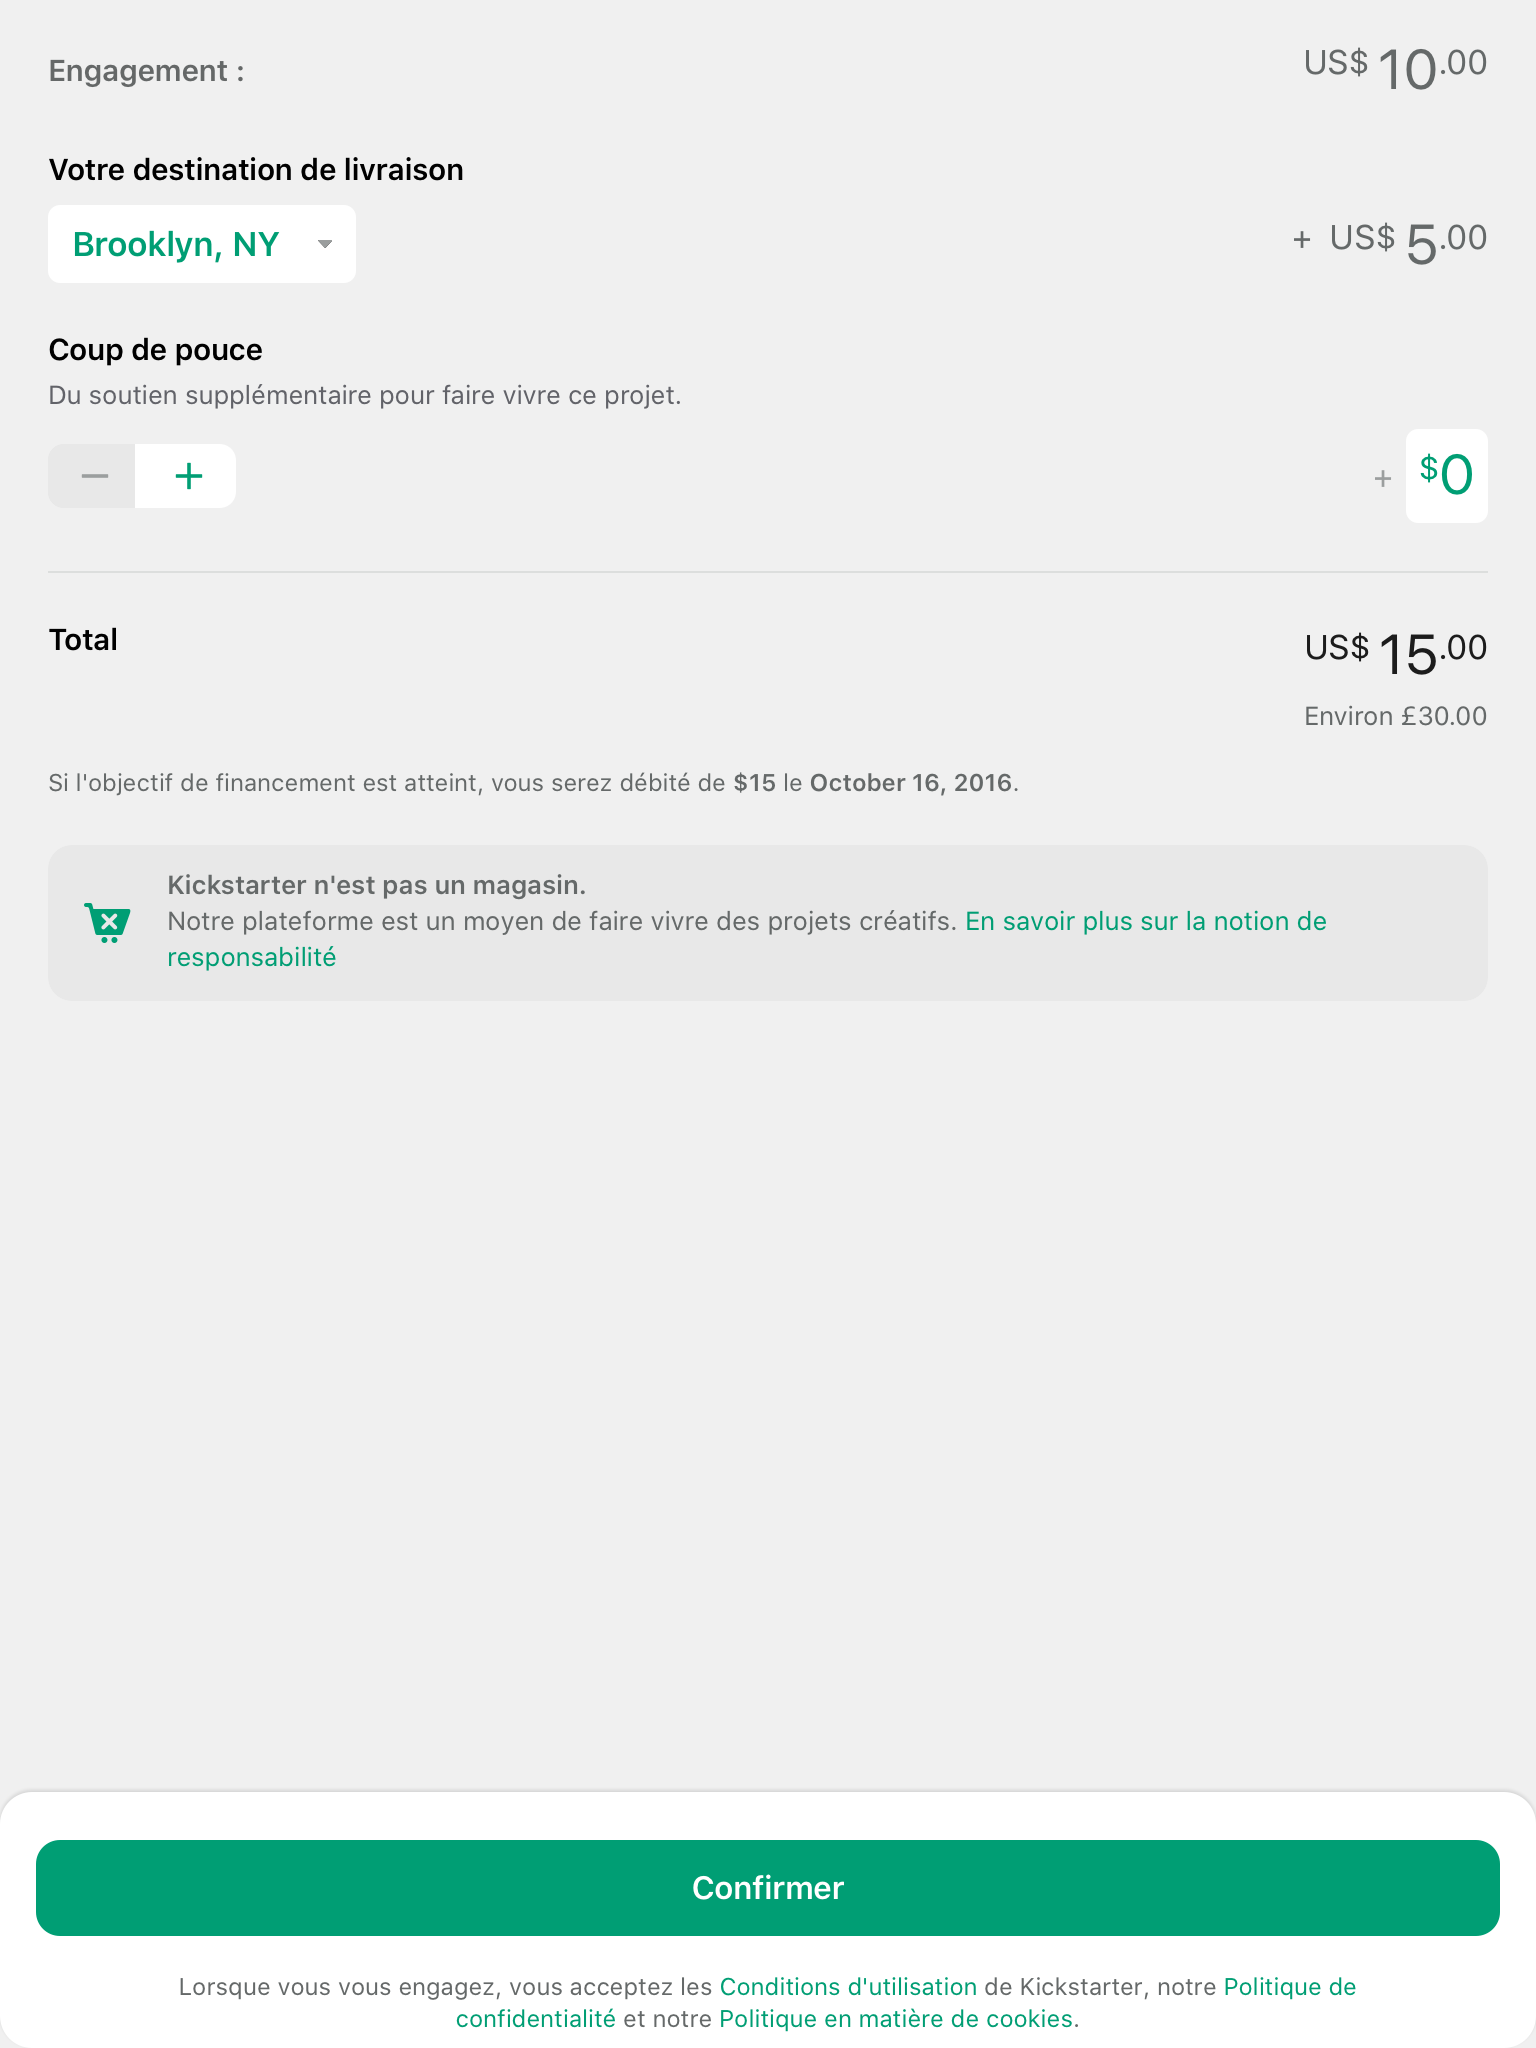 Engagement :
US$ 10.00
Votre destination de livraison
Brooklyn, NY
+ US$ 5.00
Coup de pouce
Du soutien supplémentaire pour faire vivre ce projet.
+ $0
Total
US$ 15.00
Environ £30.00
Si l'objectif de financement est atteint, vous serez débité de $15 le October 16, 2016.
Kickstarter n'est pas un magasin.
Notre plateforme est un moyen de faire vivre des projets créatifs. En savoir plus sur la notion de
responsabilité
Confirmer
Lorsque vous vous engagez, vous acceptez les Conditions d'utilisation de Kickstarter, notre Politique de
confidentialité et notre Politique en matière de cookies.